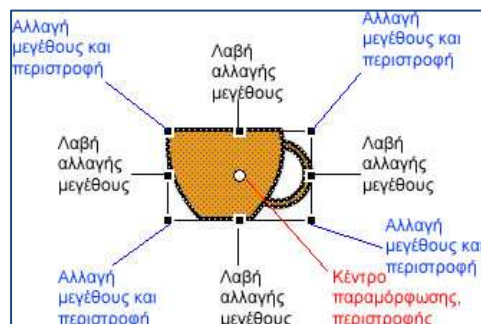 Αλλαγή
μεγέθους και
περιστροφή
Λαβή
αλλαγής
μεγέθους
Αλλαγή
μεγέθους και
περιστροφή
Λαβή
αλλαγής
μεγέθους
Λαβή
αλλαγής
μεγέθους
Αλλαγή
μεγέθους και
περιστροφή
Λαβή
αλλαγής
μεγέθους
Κέντρο
παραμόρφωσης,
περιστροφής
Αλλαγή
μεγέθους και
περιστροφή